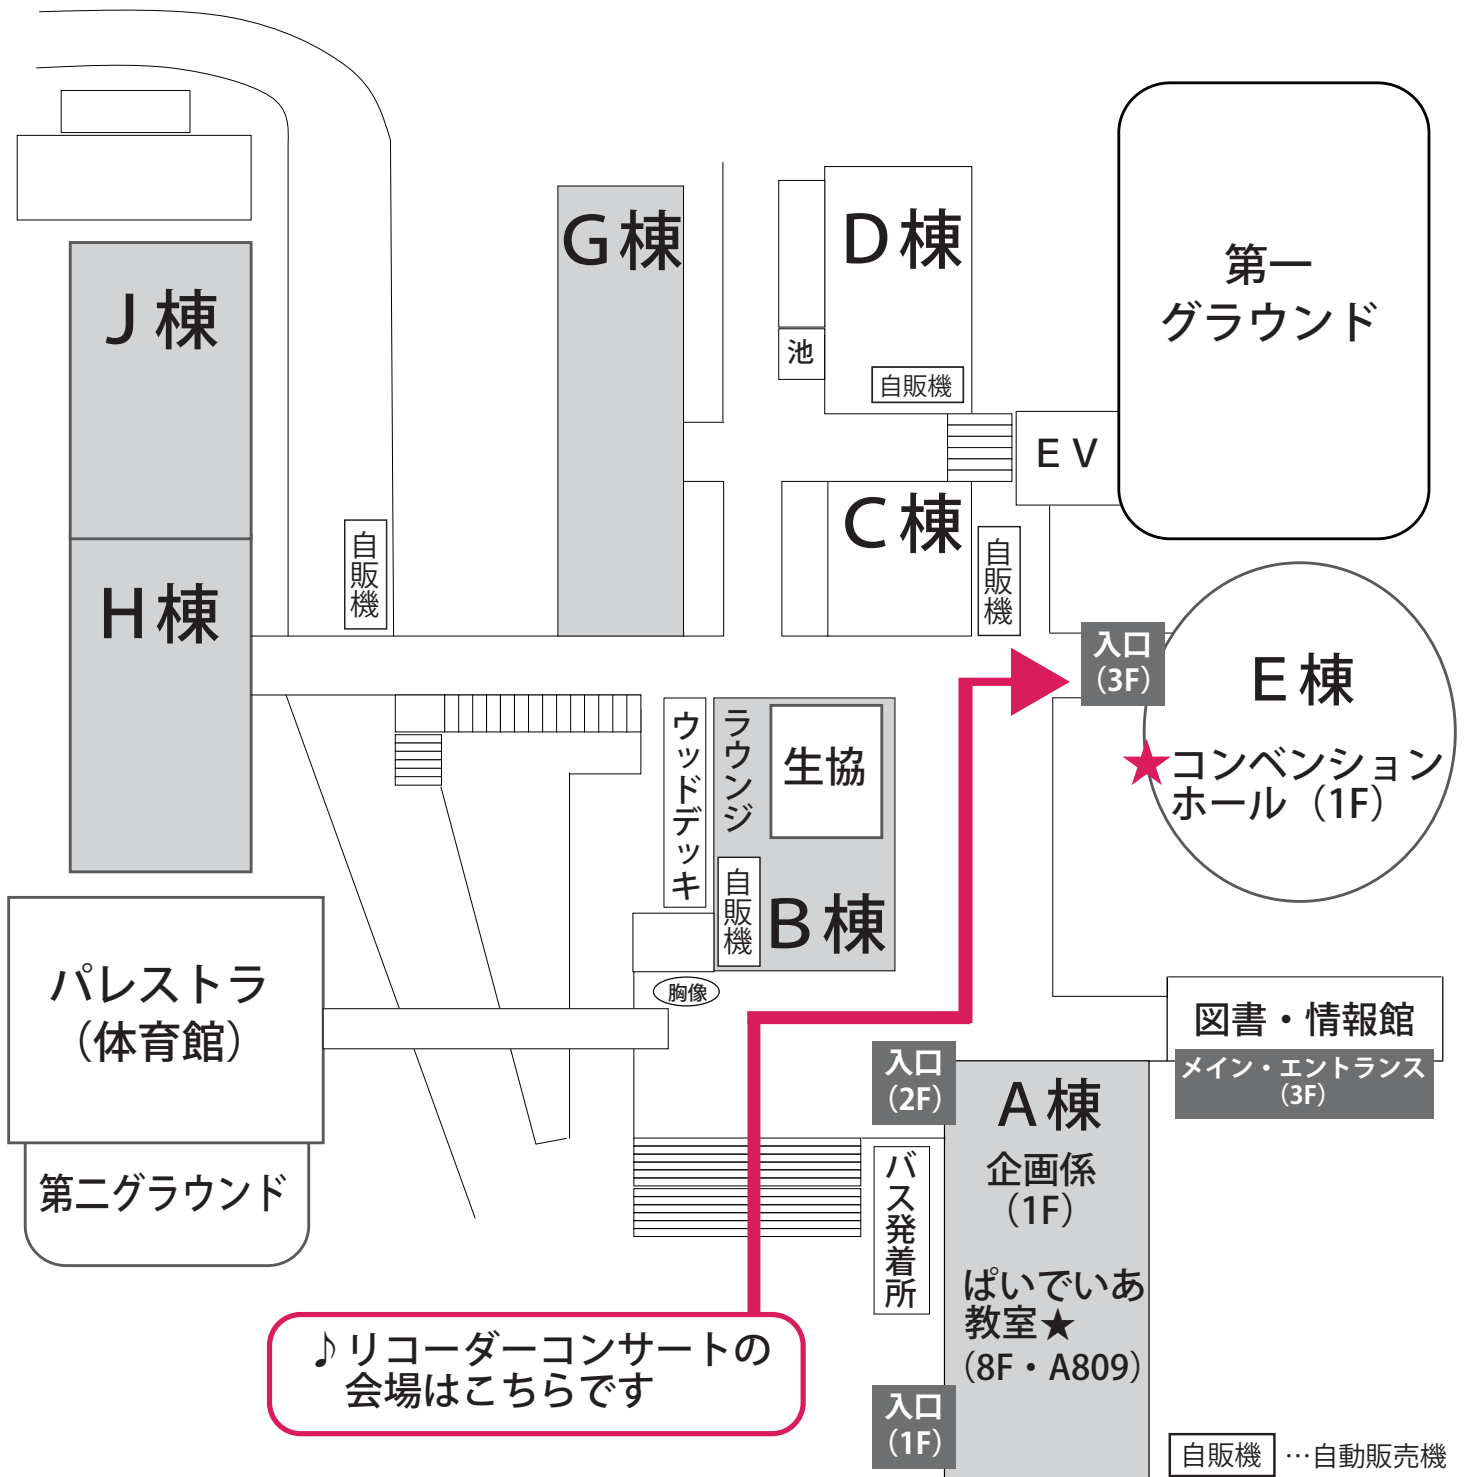 G棟
D棟
第一
グラウンド
J棟
池
自販機
EV
C棟
自販機
自販機
H棟
入口
(3F)
E棟
ウッドデッキ
ラウンジ
生協
★コンベンション
ホール（1F）
自販機
B棟
パレストラ
（体育館）
胸像
図書・情報館
メイン・エントランス
(3F)
入口
(2F)
A棟
企画係
（1F）
第二グラウンド
バス発着所
ぱいでいあ
教室★
（8F・A809）
♪リコーダーコンサートの
会場はこちらです
入口
(1F)
自販機 …自動販売機